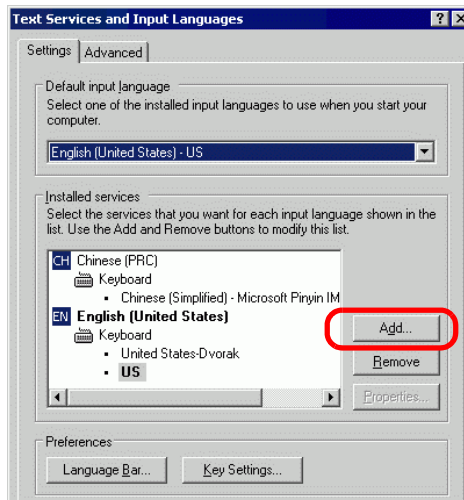 Text Services and Input Languages
Settings
Advanced
Default input language
Select one of the installed input languages to use when you start your
computer.
English (United States) - US
Installed services
Select the services that you want for each input language shown in the
list. Use the Add and Remove buttons to modify this list.
CH Chinese (PRC)
Keyboard
• Chinese (Simplified) - Microsoft Pinyin IM
EN English (United States)
Keyboard
• United States-Dvorak
• US
Add...
Remove
Properties...
Preferences
Language Bar...
Key Settings...